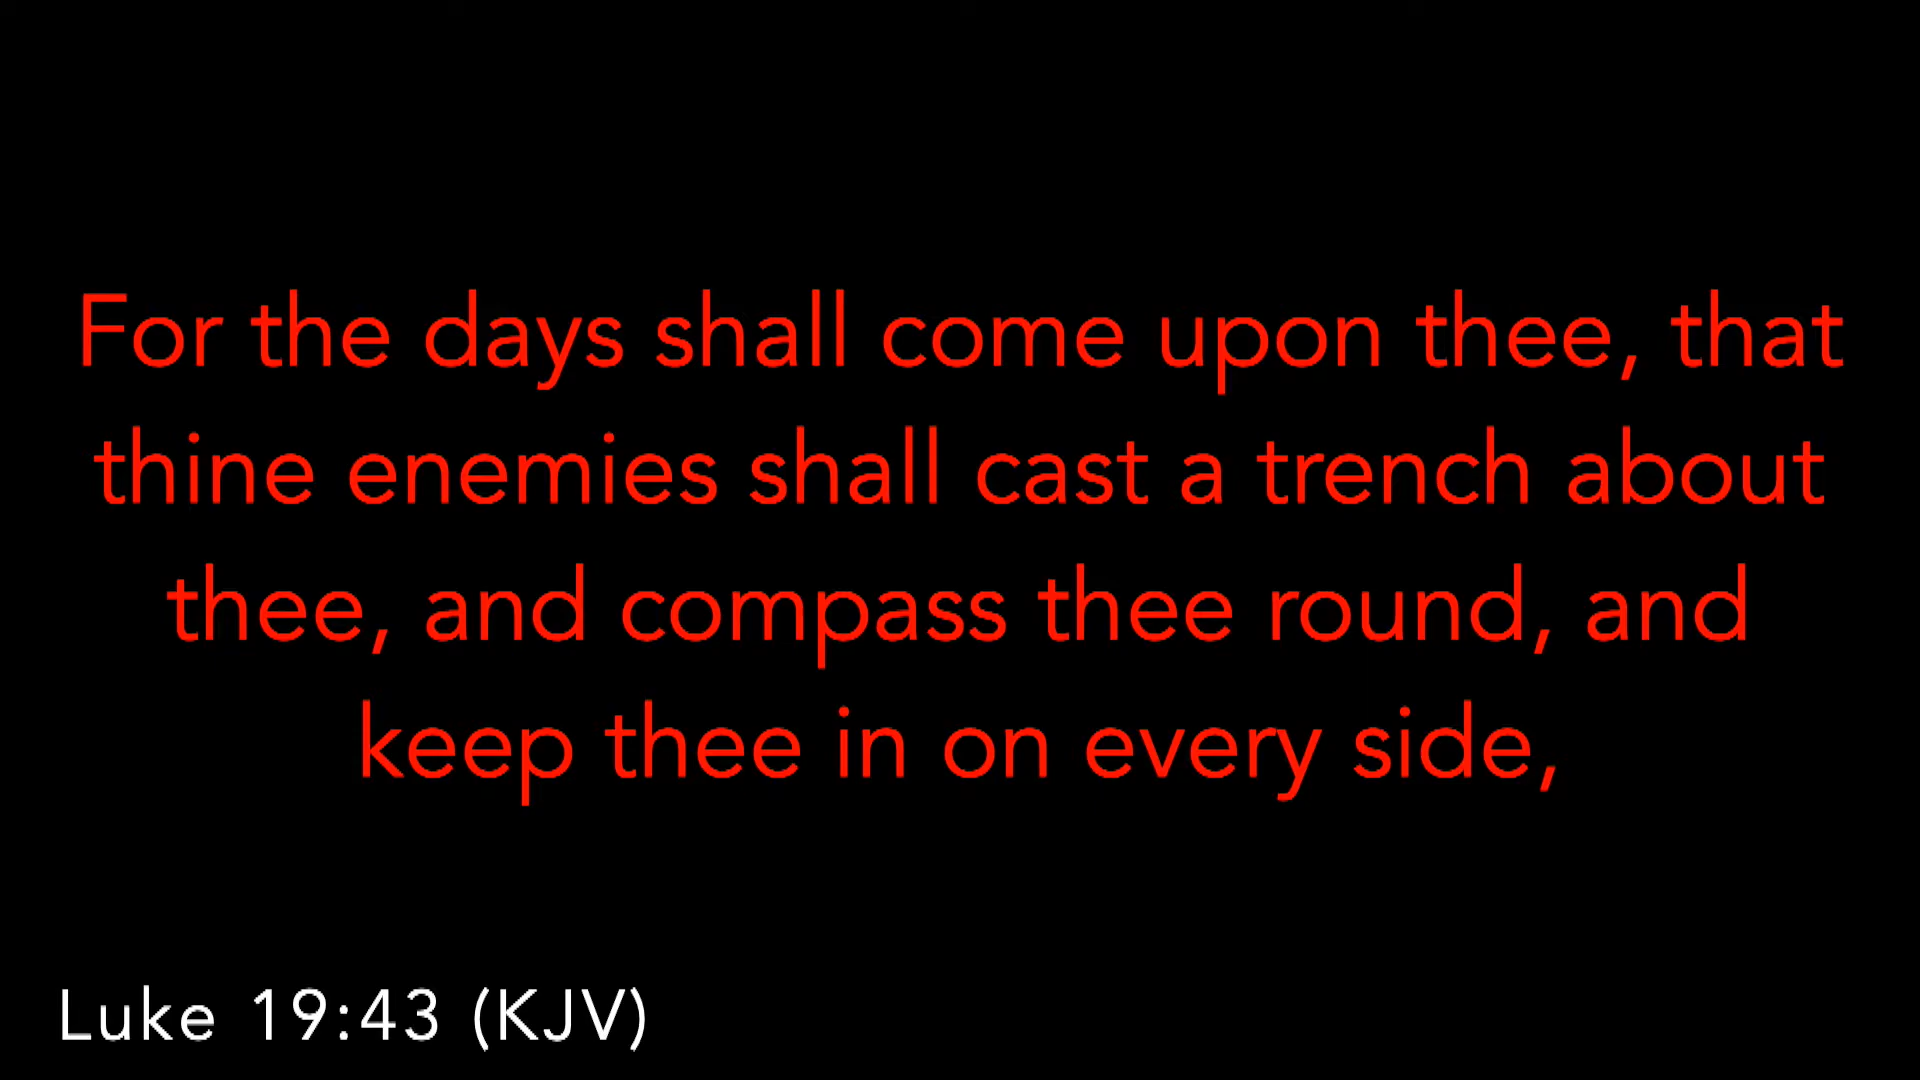 For the days shall come upon thee, that
thine enemies shall cast a trench about
thee, and compass thee round, and
keep thee in on every side,
Luke 19:43 (KJV)